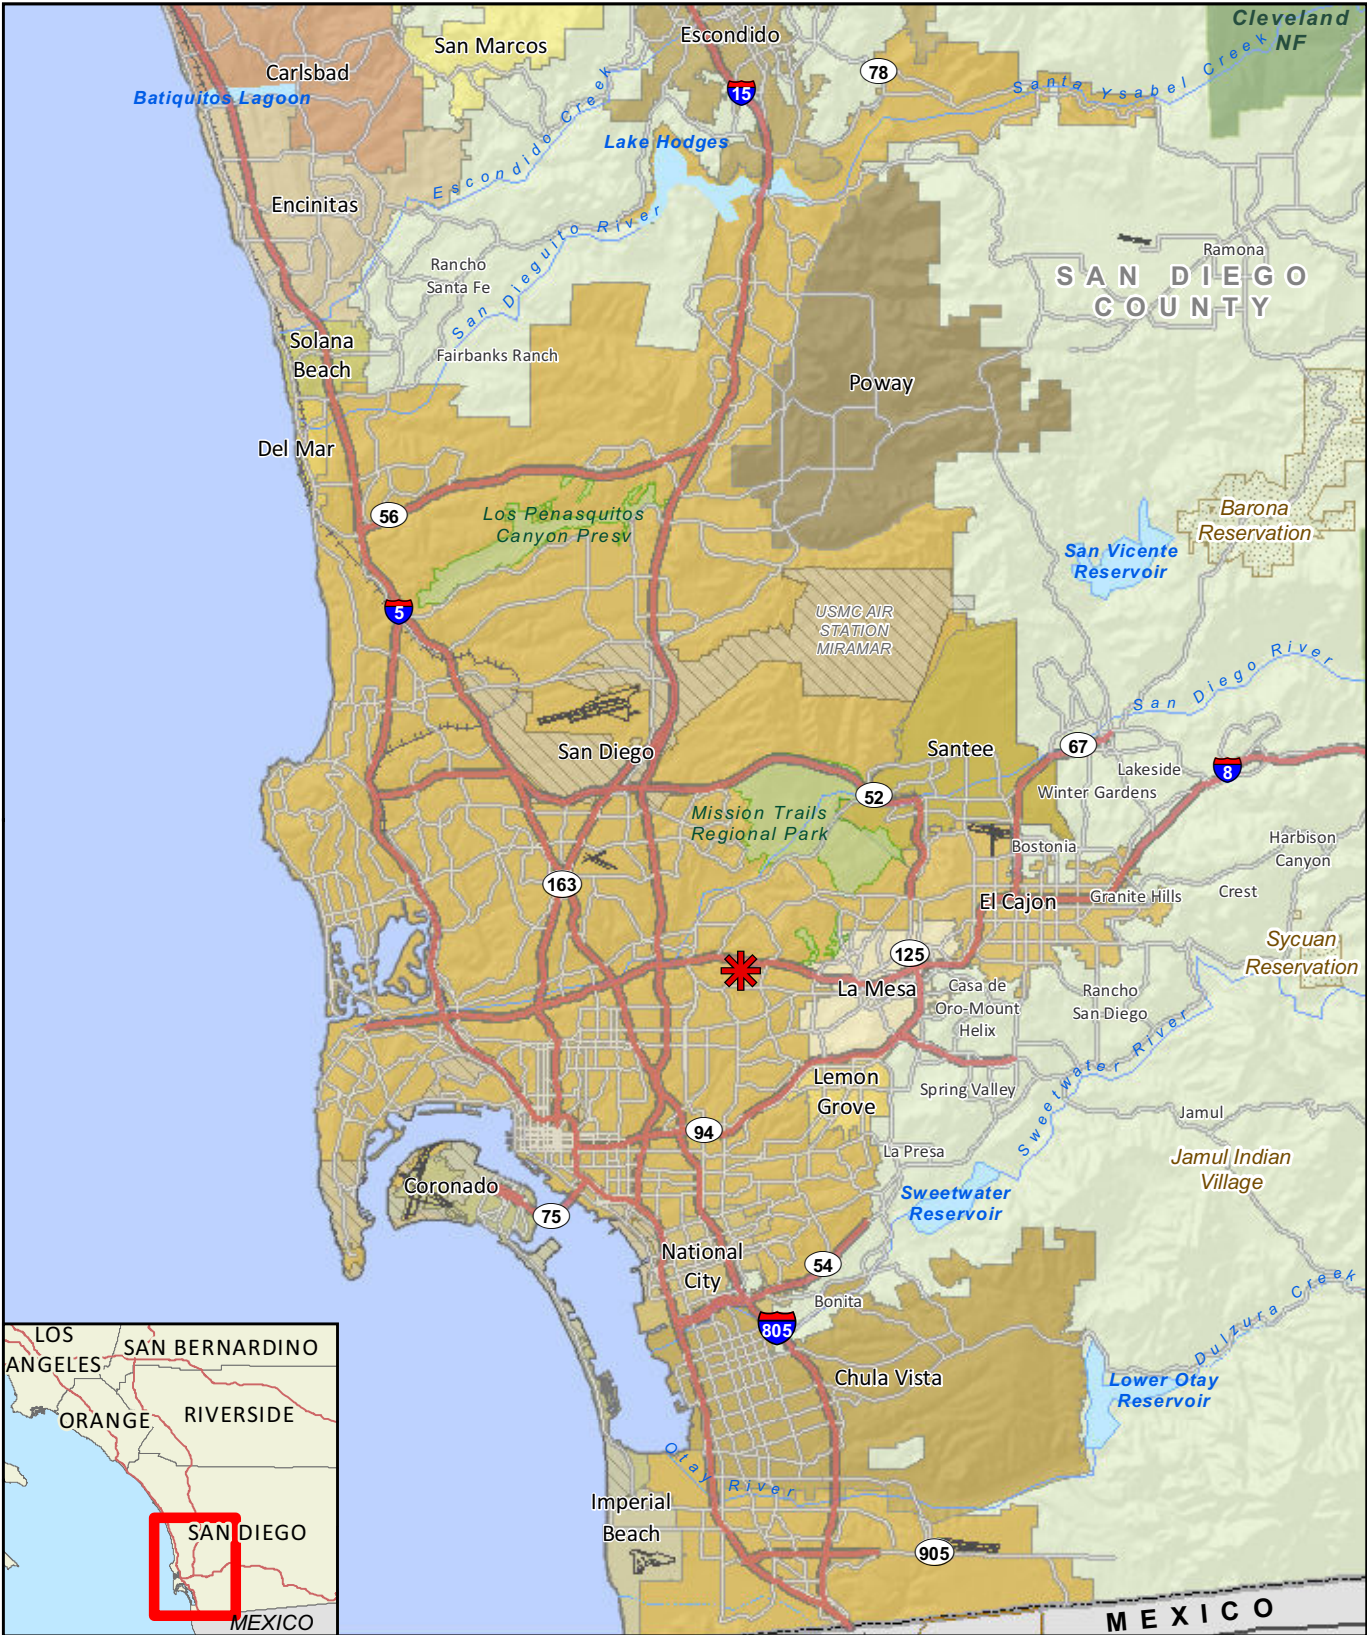 Cleveland
NF
Escondido
San Marcos
Carlsbad
78
15
Santa Ysabel Creek
Batiquitos Lagoon
Escondido Creek
Lake Hodges
Encinitas
San Dieguito River
Ramona
Rancho
Santa Fe
SAN DIEGO
COUNTY
Solana
Beach
Fairbanks Ranch
Poway
Del Mar
56
Los Penasquitos
Canyon Presv
Barona
Reservation
San Vicente
Reservoir
5
USMC AIR
STATION
MIRAMAR
San Diego River
San Diego
Santee
67
8
Lakeside
Winter Gardens
52
Mission Trails
Regional Park
Bostonia
Harbison
Canyon
163
El Cajon
Granite Hills
Crest
125
Sycuan
Reservation
La Mesa
Casa de
Oro-Mount
Helix
Rancho
San Diego
Sweetwater River
Lemon
Grove
Spring Valley
94
Jamul
La Presa
Jamul Indian
Village
Coronado
75
Sweetwater
Reservoir
National
City
54
Bonita
805
Dulzura Creek
Chula Vista
Lower Otay
Reservoir
Otay River
Imperial
Beach
905
MEXICO
LOS
ANGELES
SAN BERNARDINO
ORANGE
RIVERSIDE
SAN DIEGO
MEXICO